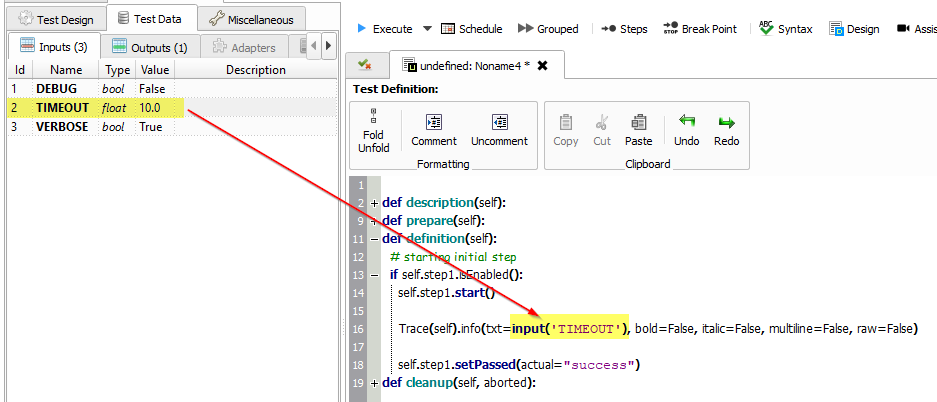 Test Design
Test Data
Miscellaneous
Inputs (3)
Outputs (1)
Adapters
Id Name Type Value Description
1 DEBUG bool False
2 TIMEOUT float 10.0
3 VERBOSE bool True
Execute
Schedule
Grouped
Steps
STOP
Break Point
ABC
Syntax
Design
Assis
undefined: Noname4 *
Test Definition:
Fold
Unfold
Comment
Uncomment
Formatting
Copy
Cut
Paste
Undo
Redo
Clipboard
1
2 + def description(self):
9 + def prepare(self):
11 − def definition(self):
12 # starting initial step
13 − if self.step1.isEnabled():
14 self.step1.start()
15
16 Trace(self).info(txt=input('TIMEOUT'), bold=False, italic=False, multiline=False, raw=False)
17
18 self.step1.setPassed(actual="success")
19 + def cleanup(self, aborted):